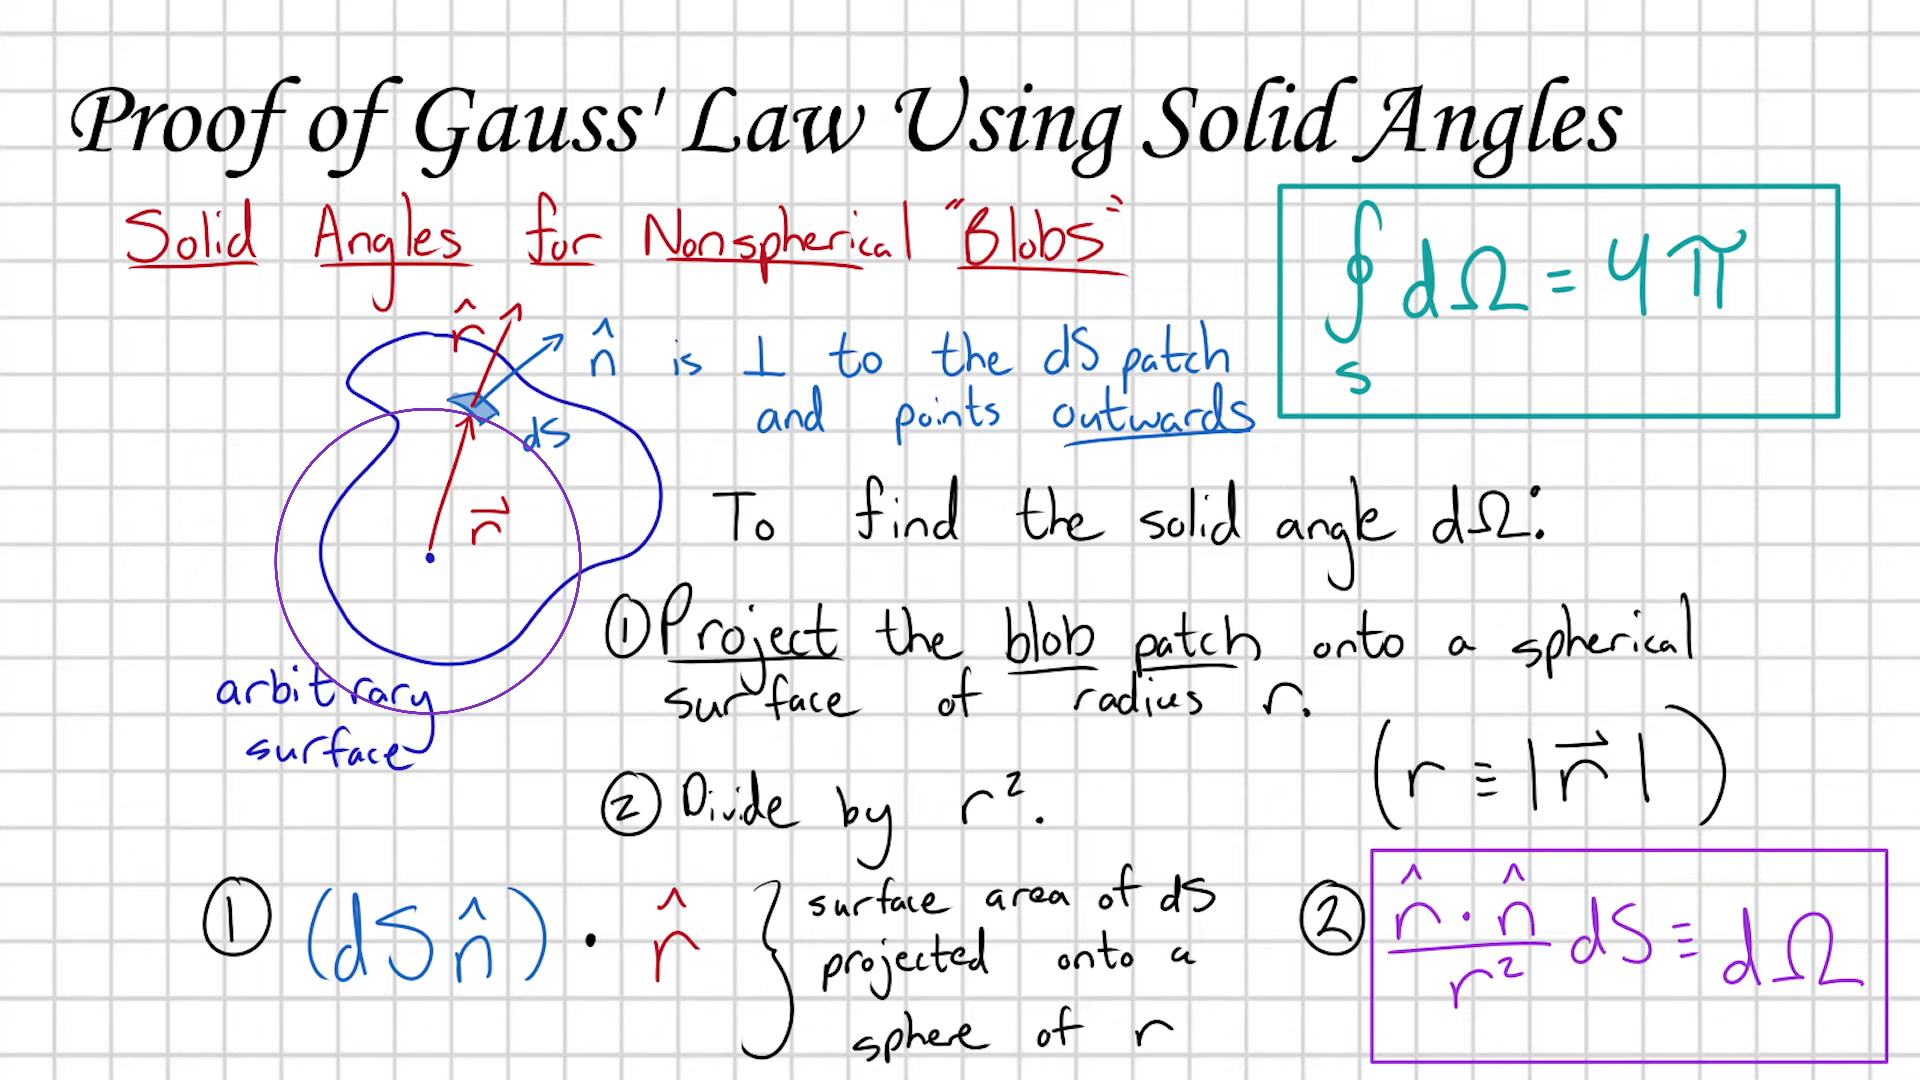 Proof of Gauss' Law Using Solid Angles
Solid Angles for Nonspherical "Blobs"
∮_S dΩ = 4π
r̂
n̂ is ⊥ to the dS patch
and points outwards
dS
r⃗
arbitrary
surface
To find the solid angle dΩ:
① Project the blob patch onto a spherical
surface of radius r.
(r ≡ |r⃗|)
② Divide by r².
① (dS n̂) · r̂ } surface area of dS
projected onto a
sphere of r
② r̂ · n̂ / r² dS ≡ dΩ